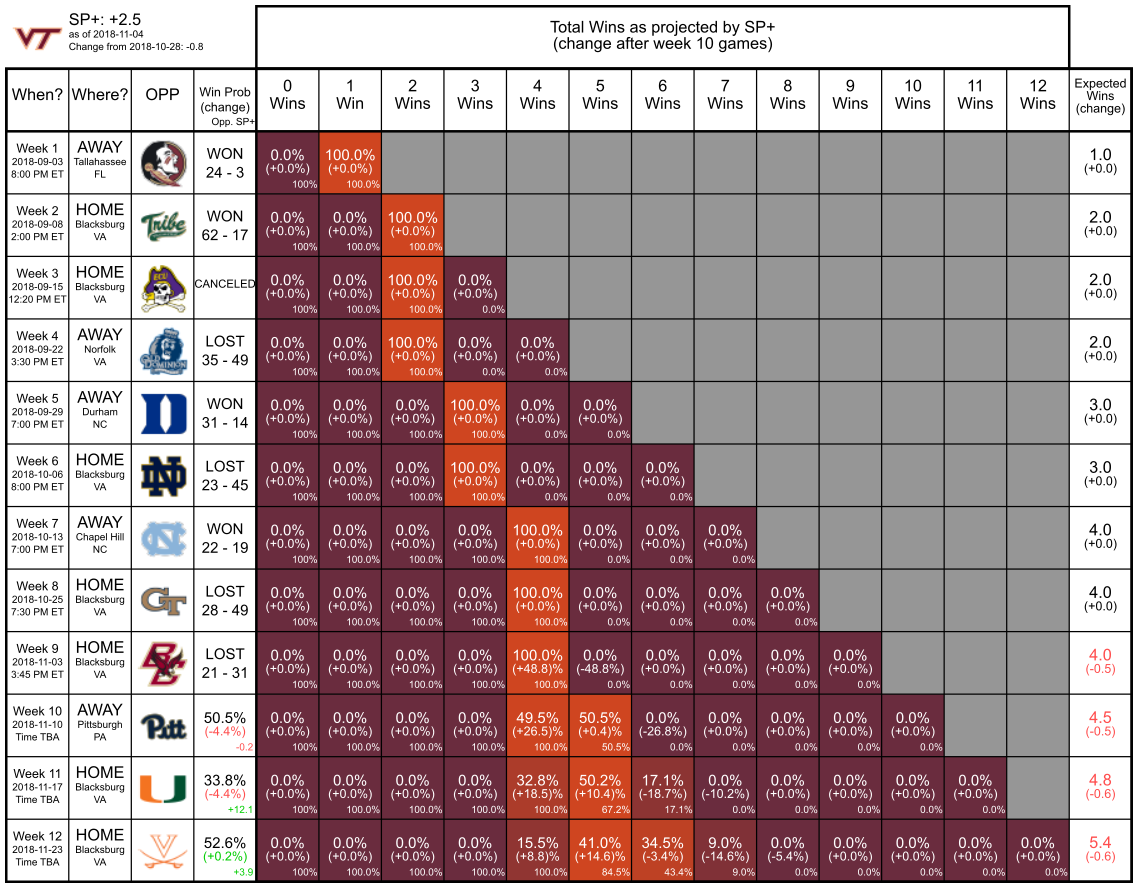 VT
SP+: +2.5
as of 2018-11-04
Change from 2018-10-28: -0.8
Total Wins as projected by SP+
(change after week 10 games)
When? Where? OPP Win Prob (change) Opp. SP+ 0 Wins 1 Win 2 Wins 3 Wins 4 Wins 5 Wins 6 Wins 7 Wins 8 Wins 9 Wins 10 Wins 11 Wins 12 Wins Expected Wins (change)
Week 1 AWAY WON 0.0% 100.0% 1.0
2018-09-03 Tallahassee 24 - 3 (+0.0%) (+0.0%) (+0.0)
8:00 PM ET FL 100% 100.0%
Week 2 HOME Tribe WON 0.0% 0.0% 100.0% 2.0
2018-09-08 Blacksburg 62 - 17 (+0.0%) (+0.0%) (+0.0%) (+0.0)
2:00 PM ET VA 100% 100.0% 100.0%
Week 3 HOME ECU CANCELED 0.0% 0.0% 100.0% 0.0% 2.0
2018-09-15 Blacksburg (+0.0%) (+0.0%) (+0.0%) (+0.0%) (+0.0)
12:20 PM ET VA 100% 100.0% 100.0% 0.0%
Week 4 AWAY OLD DOMINION LOST 0.0% 0.0% 100.0% 0.0% 0.0% 2.0
2018-09-22 Norfolk 35 - 49 (+0.0%) (+0.0%) (+0.0%) (+0.0%) (+0.0%) (+0.0)
3:30 PM ET VA 100% 100.0% 100.0% 0.0% 0.0%
Week 5 AWAY D WON 0.0% 0.0% 0.0% 100.0% 0.0% 0.0% 3.0
2018-09-29 Durham 31 - 14 (+0.0%) (+0.0%) (+0.0%) (+0.0%) (+0.0%) (+0.0%) (+0.0)
7:00 PM ET NC 100% 100.0% 100.0% 100.0% 0.0% 0.0%
Week 6 HOME ND LOST 0.0% 0.0% 0.0% 100.0% 0.0% 0.0% 0.0% 3.0
2018-10-06 Blacksburg 23 - 45 (+0.0%) (+0.0%) (+0.0%) (+0.0%) (+0.0%) (+0.0%) (+0.0%) (+0.0)
8:00 PM ET VA 100% 100.0% 100.0% 100.0% 0.0% 0.0% 0.0%
Week 7 AWAY NC WON 0.0% 0.0% 0.0% 0.0% 100.0% 0.0% 0.0% 0.0% 4.0
2018-10-13 Chapel Hill 22 - 19 (+0.0%) (+0.0%) (+0.0%) (+0.0%) (+0.0%) (+0.0%) (+0.0%) (+0.0%) (+0.0)
7:00 PM ET NC 100% 100.0% 100.0% 100.0% 100.0% 0.0% 0.0% 0.0%
Week 8 HOME GT LOST 0.0% 0.0% 0.0% 0.0% 100.0% 0.0% 0.0% 0.0% 0.0% 4.0
2018-10-25 Blacksburg 28 - 49 (+0.0%) (+0.0%) (+0.0%) (+0.0%) (+0.0%) (+0.0%) (+0.0%) (+0.0%) (+0.0%) (+0.0)
7:30 PM ET VA 100% 100.0% 100.0% 100.0% 100.0% 0.0% 0.0% 0.0% 0.0%
Week 9 HOME BC LOST 0.0% 0.0% 0.0% 0.0% 100.0% 0.0% 0.0% 0.0% 0.0% 0.0% 4.0
2018-11-03 Blacksburg 21 - 31 (+0.0%) (+0.0%) (+0.0%) (+0.0%) (+48.8)% (-48.8%) (+0.0%) (+0.0%) (+0.0%) (+0.0%) (-0.5)
3:45 PM ET VA 100% 100.0% 100.0% 100.0% 100.0% 0.0% 0.0% 0.0% 0.0% 0.0%
Week 10 AWAY Pitt 50.5% 0.0% 0.0% 0.0% 0.0% 49.5% 50.5% 0.0% 0.0% 0.0% 0.0% 0.0% 4.5
2018-11-10 Pittsburgh (-4.4%) (+0.0%) (+0.0%) (+0.0%) (+0.0%) (+26.5)% (+0.4)% (-26.8%) (+0.0%) (+0.0%) (+0.0%) (+0.0%) (-0.5)
Time TBA PA -0.2 100% 100.0% 100.0% 100.0% 100.0% 50.5% 0.0% 0.0% 0.0% 0.0% 0.0%
Week 11 HOME U 33.8% 0.0% 0.0% 0.0% 0.0% 32.8% 50.2% 17.1% 0.0% 0.0% 0.0% 0.0% 0.0% 4.8
2018-11-17 Blacksburg (-4.4%) (+0.0%) (+0.0%) (+0.0%) (+0.0%) (+18.5)% (+10.4)% (-18.7%) (-10.2%) (+0.0%) (+0.0%) (+0.0%) (+0.0%) (-0.6)
Time TBA VA +12.1 100% 100.0% 100.0% 100.0% 100.0% 67.2% 17.1% 0.0% 0.0% 0.0% 0.0% 0.0%
Week 12 HOME V 52.6% 0.0% 0.0% 0.0% 0.0% 15.5% 41.0% 34.5% 9.0% 0.0% 0.0% 0.0% 0.0% 0.0% 5.4
2018-11-23 Blacksburg (+0.2%) (+0.0%) (+0.0%) (+0.0%) (+0.0%) (+8.8)% (+14.6)% (-3.4%) (-14.6%) (-5.4%) (+0.0%) (+0.0%) (+0.0%) (+0.0%) (-0.6)
Time TBA VA +3.9 100% 100.0% 100.0% 100.0% 100.0% 84.5% 43.4% 9.0% 0.0% 0.0% 0.0% 0.0% 0.0%